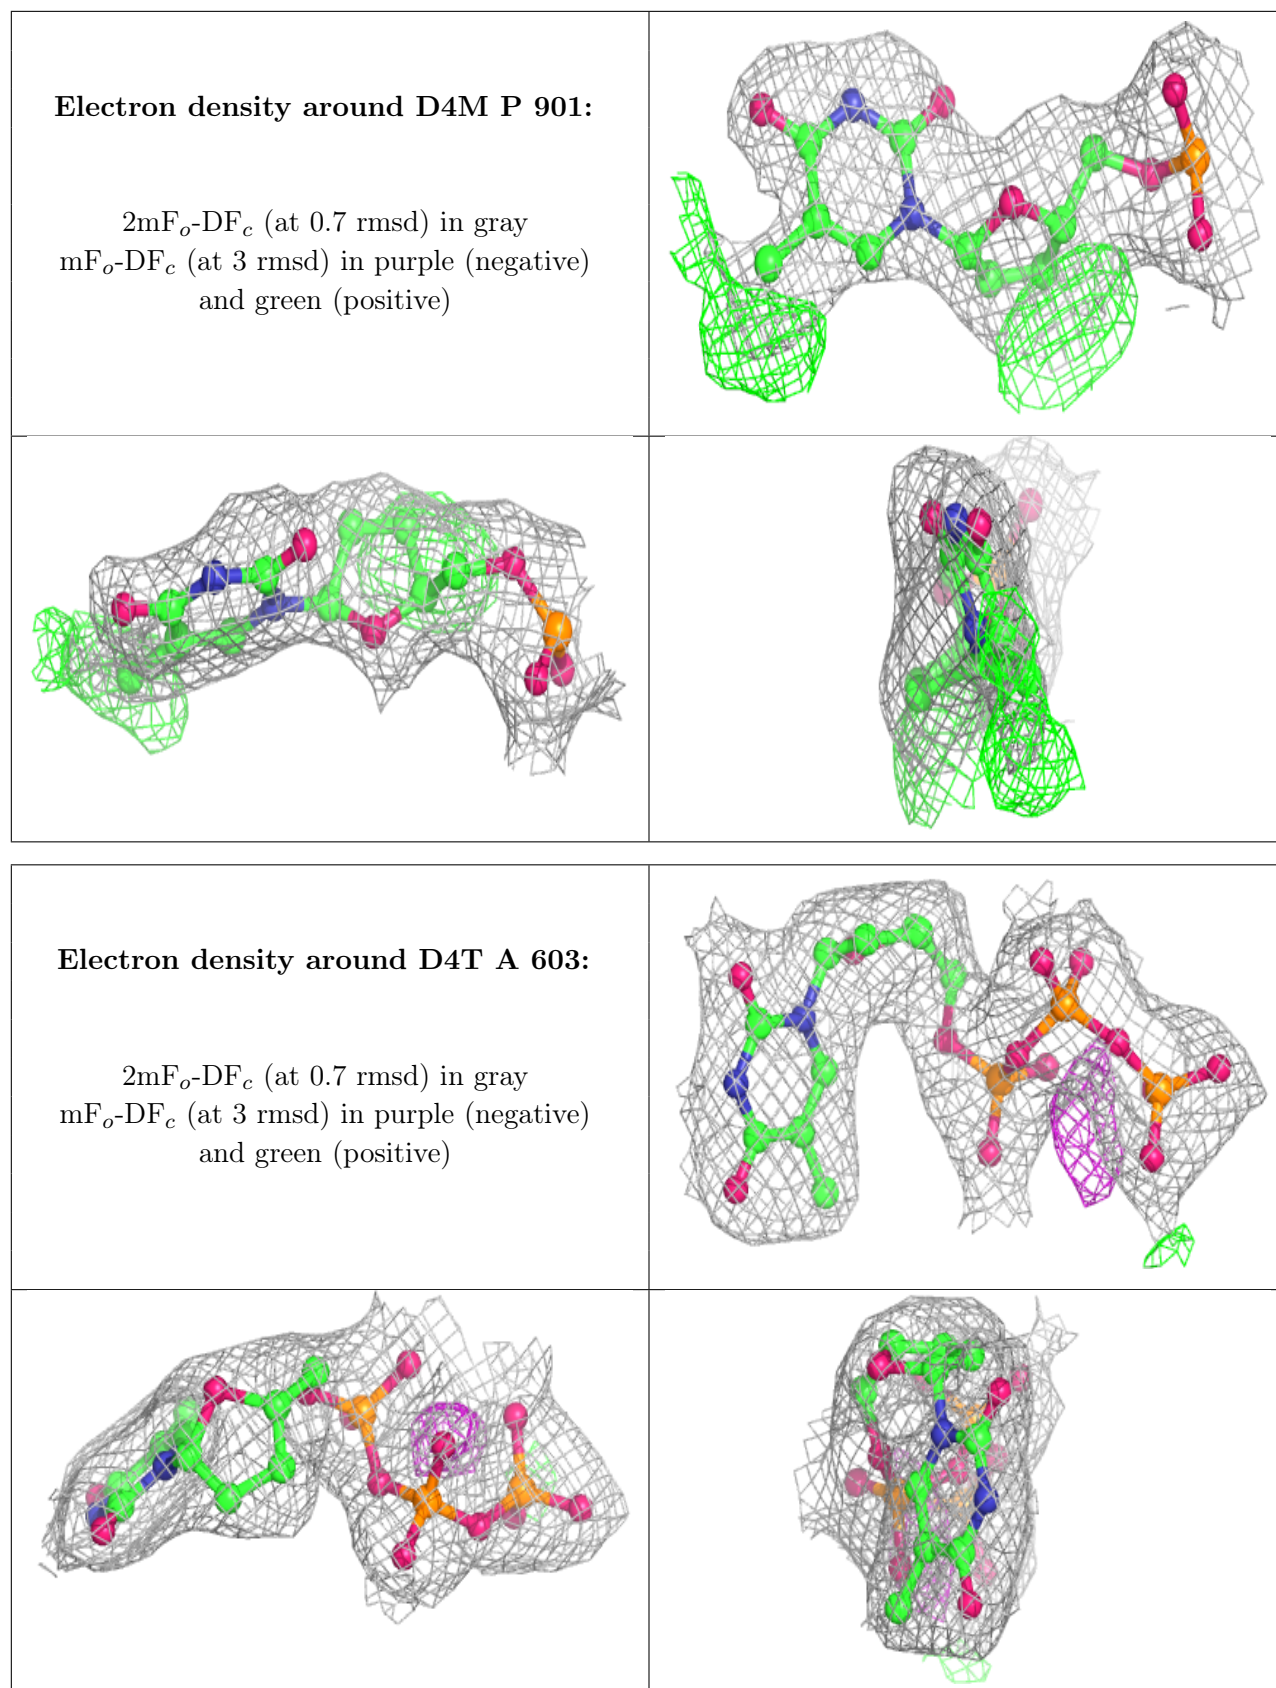 Electron density around D4M P 901:
2mFo-DFc (at 0.7 rmsd) in gray
mFo-DFc (at 3 rmsd) in purple (negative)
and green (positive)
Electron density around D4T A 603:
2mFo-DFc (at 0.7 rmsd) in gray
mFo-DFc (at 3 rmsd) in purple (negative)
and green (positive)